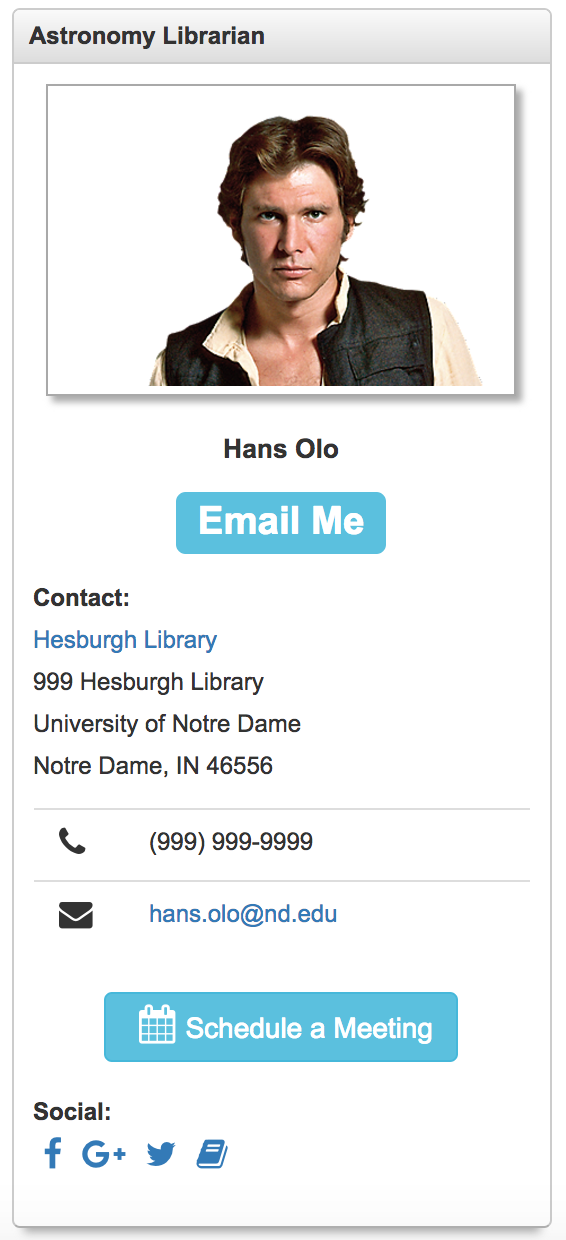 Astronomy Librarian
Hans Olo
Email Me
Contact:
Hesburgh Library
999 Hesburgh Library
University of Notre Dame
Notre Dame, IN 46556
(999) 999-9999
hans.olo@nd.edu
Schedule a Meeting
Social: